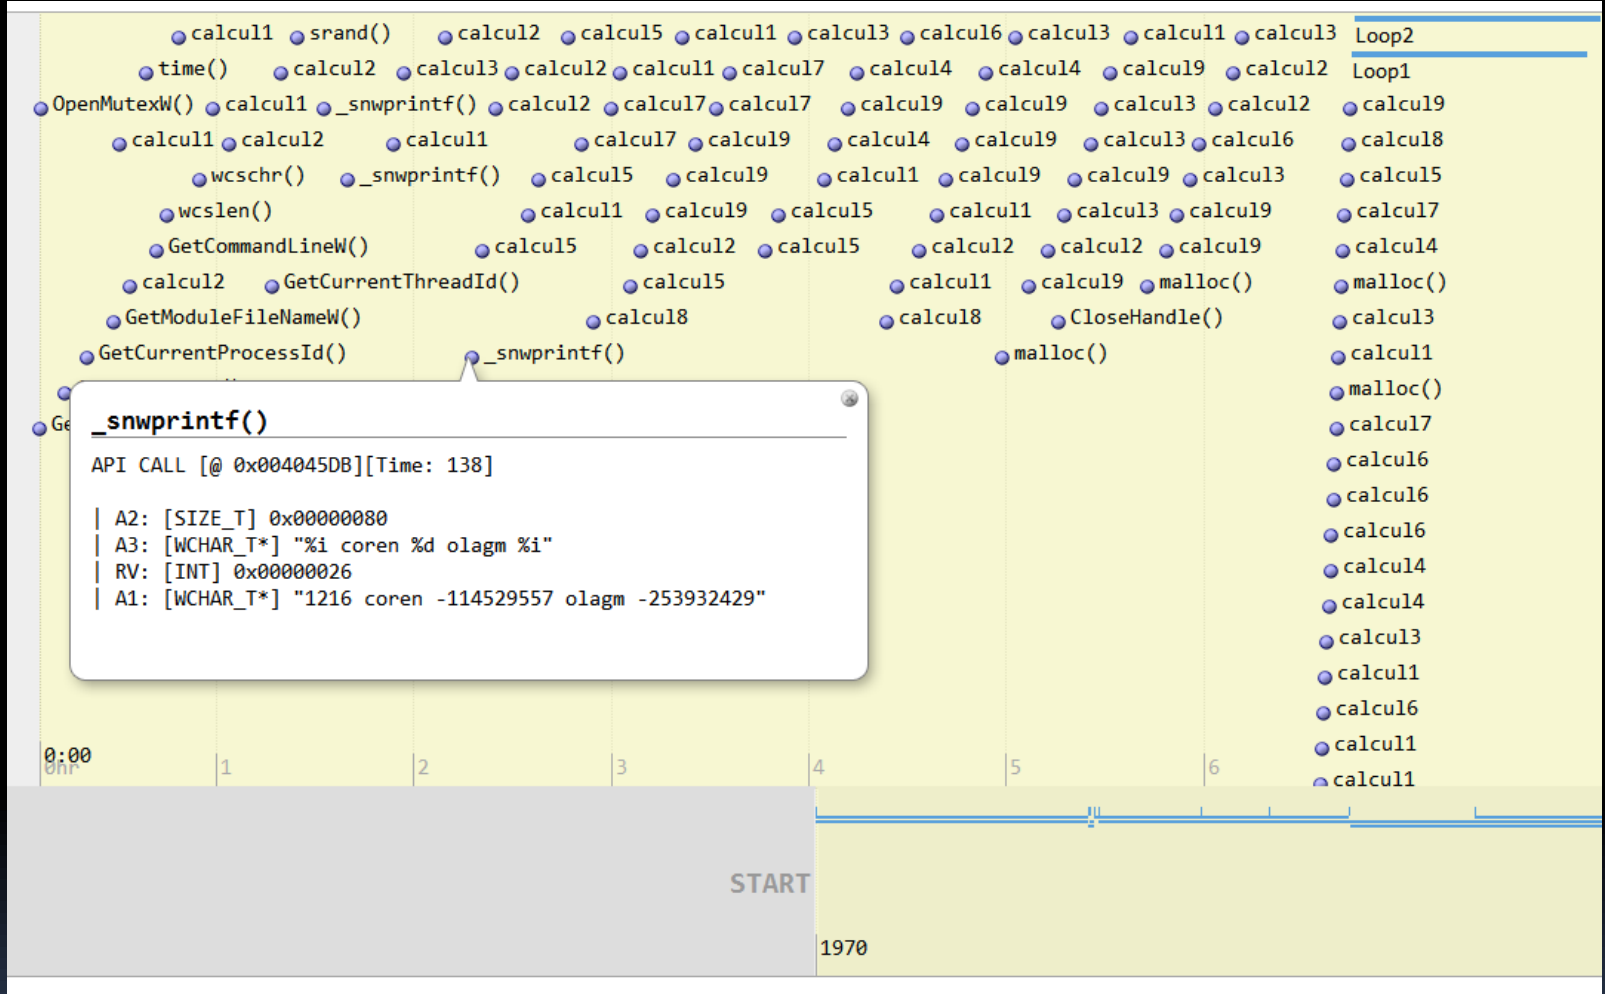 calcul1 srand() calcul2 calcul5 calcul1 calcul3 calcul6 calcul3 calcul1 calcul3 Loop2
time() calcul2 calcul3 calcul2 calcul1 calcul7 calcul4 calcul4 calcul9 calcul2 Loop1
OpenMutexW() calcul1 _snwprintf() calcul2 calcul7 calcul7 calcul9 calcul9 calcul3 calcul2 calcul9
calcul1 calcul2 calcul1 calcul7 calcul9 calcul4 calcul9 calcul3 calcul6 calcul8
wcschr() _snwprintf() calcul5 calcul9 calcul1 calcul9 calcul9 calcul3 calcul5
wcslen() calcul1 calcul9 calcul5 calcul1 calcul3 calcul9 calcul7
GetCommandLineW() calcul5 calcul2 calcul5 calcul2 calcul2 calcul9 calcul4
calcul2 GetCurrentThreadId() calcul5 calcul1 calcul9 malloc() malloc()
GetModuleFileNameW() calcul8 calcul8 CloseHandle() calcul3
GetCurrentProcessId() _snwprintf() malloc() calcul1
malloc()
Ge calcul7
_snwprintf()
API CALL [@ 0x004045DB][Time: 138]
| A2: [SIZE_T] 0x00000080
| A3: [WCHAR_T*] "%i coren %d olagm %i"
| RV: [INT] 0x00000026
| A1: [WCHAR_T*] "1216 coren -114529557 olagm -253932429"
calcul6
calcul6
calcul6
calcul4
calcul4
calcul3
calcul1
calcul6
calcul1
calcul1
0:00
0hr 1 2 3 4 5 6
START
1970